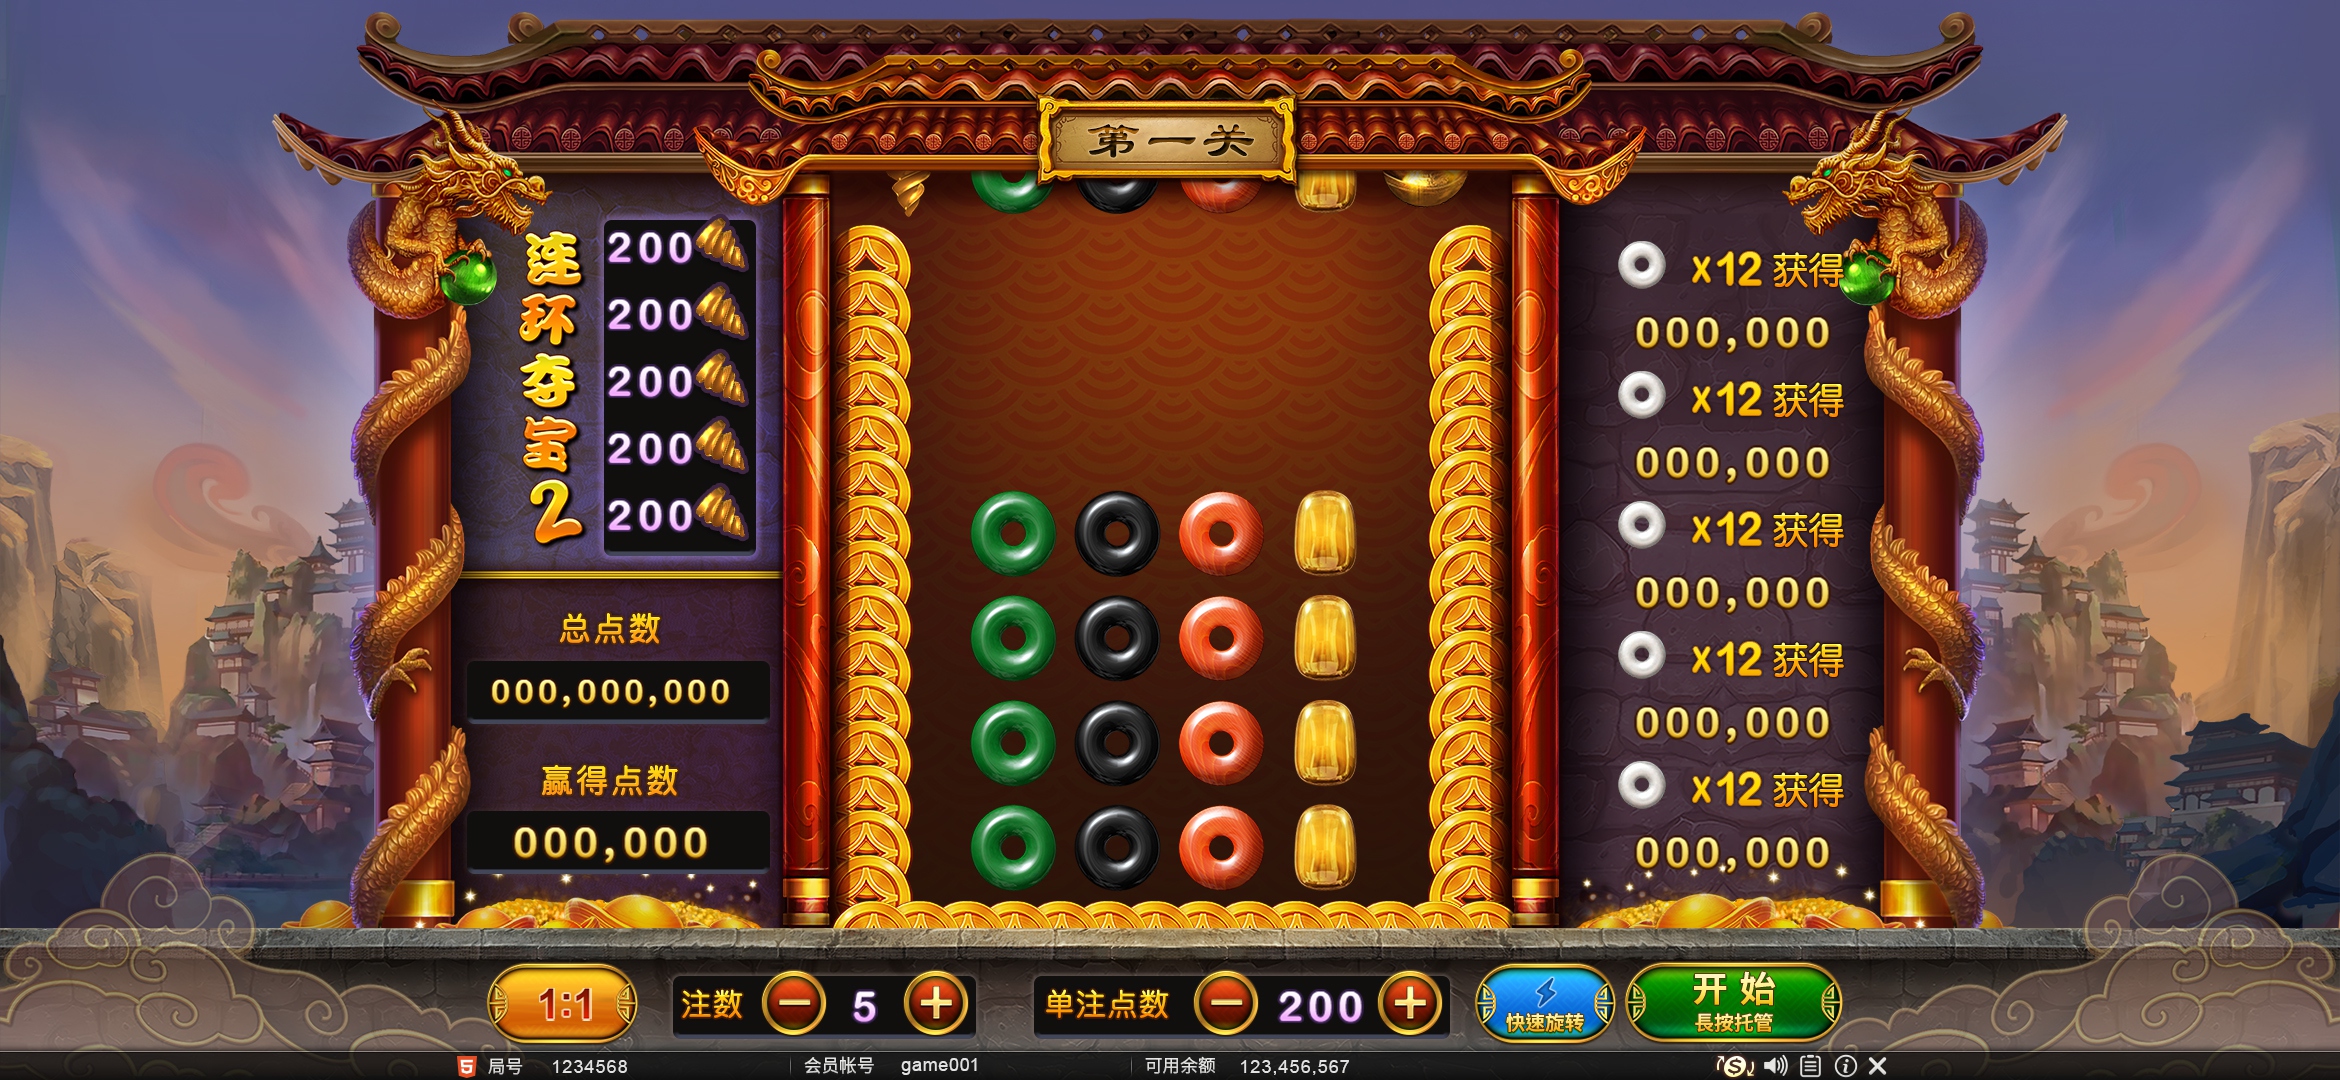 第一关
连环夺宝2
200
200
200
200
200
总点数
000,000,000
赢得点数
000,000
x12 获得
000,000
x12 获得
000,000
x12 获得
000,000
x12 获得
000,000
x12 获得
000,000
1:1
注数 − 5 +
单注点数 − 200 +
快速旋转
开始
長按托管
局号 1234568
会员帐号 game001
可用余额 123,456,567